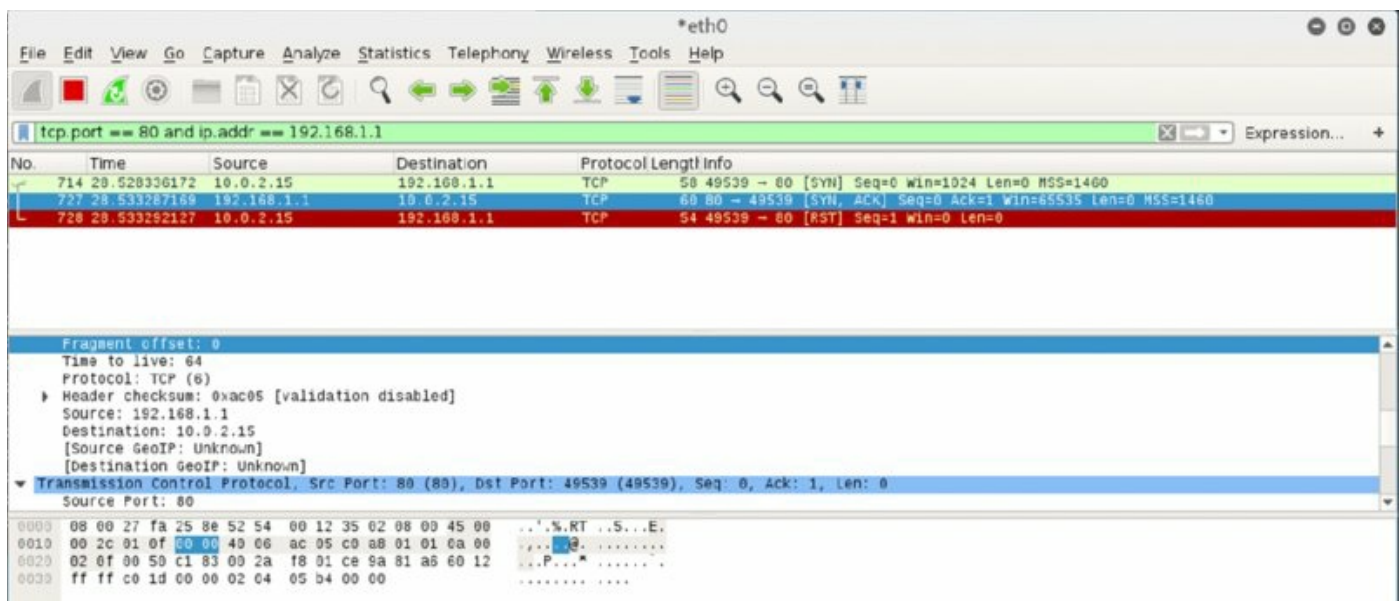 *eth0
File Edit View Go Capture Analyze Statistics Telephony Wireless Tools Help
tcp.port == 80 and ip.addr == 192.168.1.1 Expression... +
No. Time Source Destination Protocol Length Info
714 28.528336172 10.0.2.15 192.168.1.1 TCP 58 49539 → 80 [SYN] Seq=0 Win=1024 Len=0 MSS=1460
727 28.533287169 192.168.1.1 10.0.2.15 TCP 60 80 → 49539 [SYN, ACK] Seq=0 Ack=1 Win=65535 Len=0 MSS=1460
728 28.533292127 10.0.2.15 192.168.1.1 TCP 54 49539 → 80 [RST] Seq=1 Win=0 Len=0
Fragment offset: 0
Time to live: 64
Protocol: TCP (6)
Header checksum: 0xac05 [validation disabled]
Source: 192.168.1.1
Destination: 10.0.2.15
[Source GeoIP: Unknown]
[Destination GeoIP: Unknown]
Transmission Control Protocol, Src Port: 80 (80), Dst Port: 49539 (49539), Seq: 0, Ack: 1, Len: 0
Source Port: 80
0000 08 00 27 fa 25 8e 52 54 00 12 35 02 08 00 45 00 ..'.%.RT ..5...E.
0010 00 2c 01 0f 00 00 40 06 ac 05 c0 a8 01 01 0a 00 .,....@. ........
0020 02 0f 00 50 c1 83 00 2a f8 01 ce 9a 81 a6 60 12 ...P...* ......`.
0030 ff ff c0 1d 00 00 02 04 05 b4 00 00 ........ ....